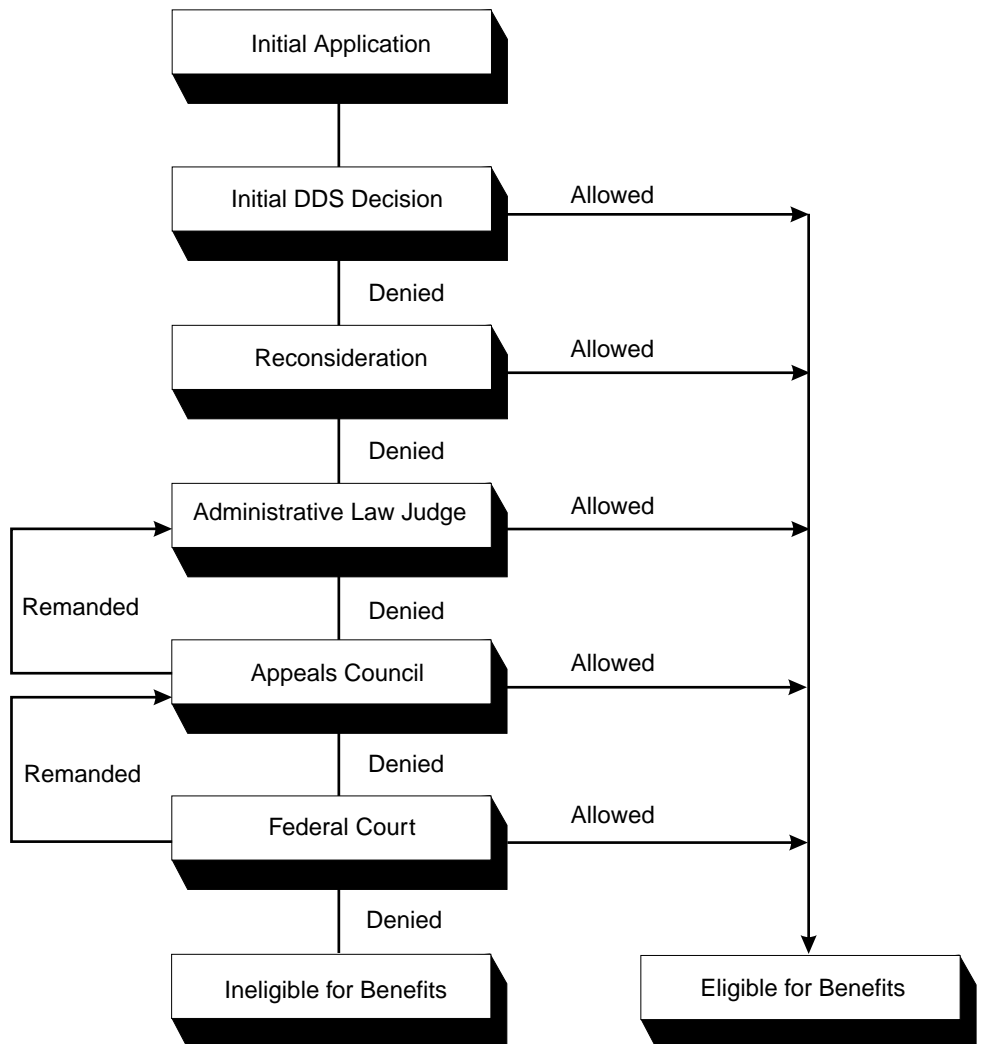 Initial Application
Initial DDS Decision
Allowed
Denied
Reconsideration
Allowed
Denied
Administrative Law Judge
Allowed
Remanded
Denied
Appeals Council
Allowed
Remanded
Denied
Federal Court
Allowed
Denied
Ineligible for Benefits
Eligible for Benefits